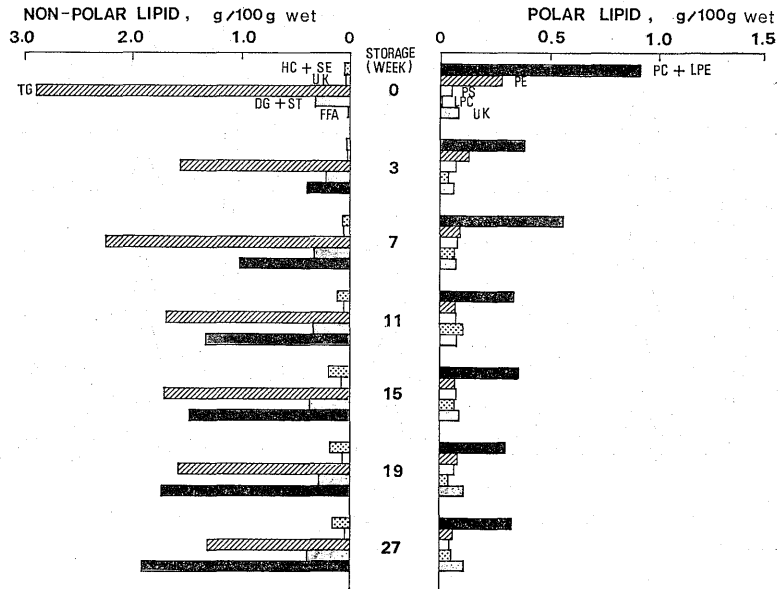 NON-POLAR LIPID, g/100g wet
POLAR LIPID, g/100g wet
3.0 2.0 1.0 0
STORAGE
(WEEK)
0 0.5 1.0 1.5
HC + SE
UK
TG
DG + ST
FFA
0
PC + LPE
PE
PS
LPC
UK
3
7
11
15
19
27